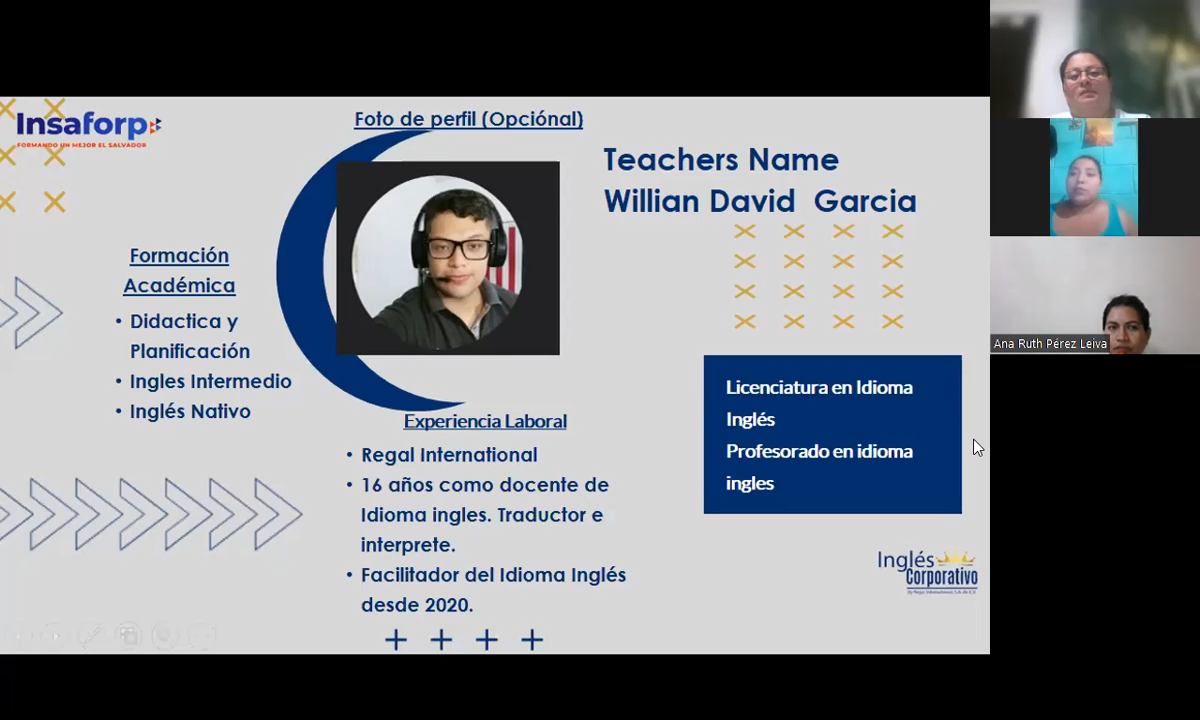 Insaforp
FORMANDO UN MEJOR EL SALVADOR
Foto de perfil (Opciónal)
Teachers Name
Willian David Garcia
Formación
Académica
• Didactica y
Planificación
• Ingles Intermedio
• Inglés Nativo
Experiencia Laboral
• Regal International
• 16 años como docente de
Idioma ingles. Traductor e
interprete.
• Facilitador del Idioma Inglés
desde 2020.
Licenciatura en Idioma
Inglés
Profesorado en idioma
ingles
Inglés
Corporativo
Ana Ruth Pérez Leiva